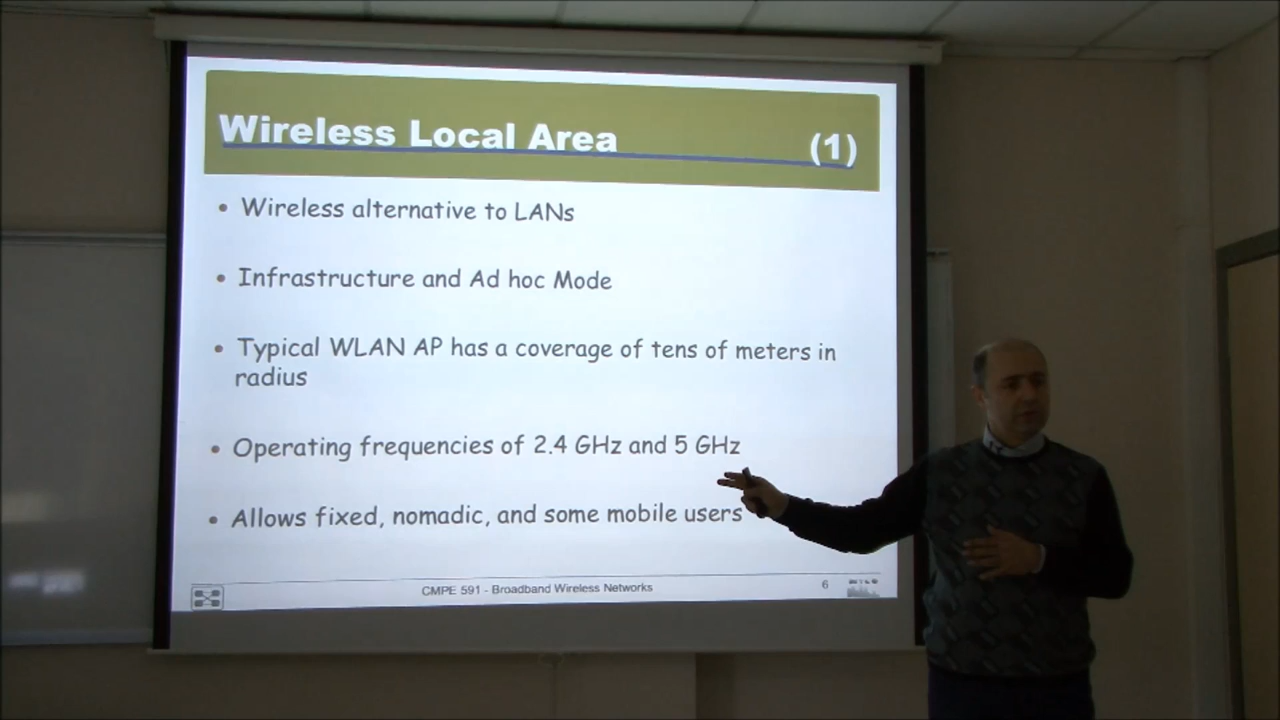 Wireless Local Area (1)
• Wireless alternative to LANs
• Infrastructure and Ad hoc Mode
• Typical WLAN AP has a coverage of tens of meters in
radius
• Operating frequencies of 2.4 GHz and 5 GHz
• Allows fixed, nomadic, and some mobile users
CMPE 591 - Broadband Wireless Networks 6